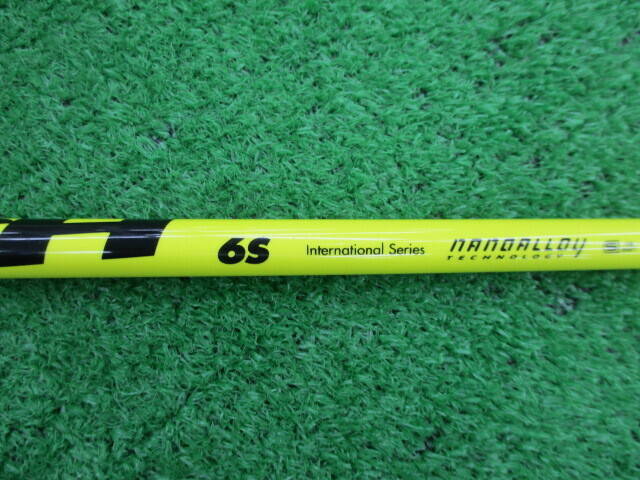 6S
International Series
NANOALLOY
TECHNOLOGY